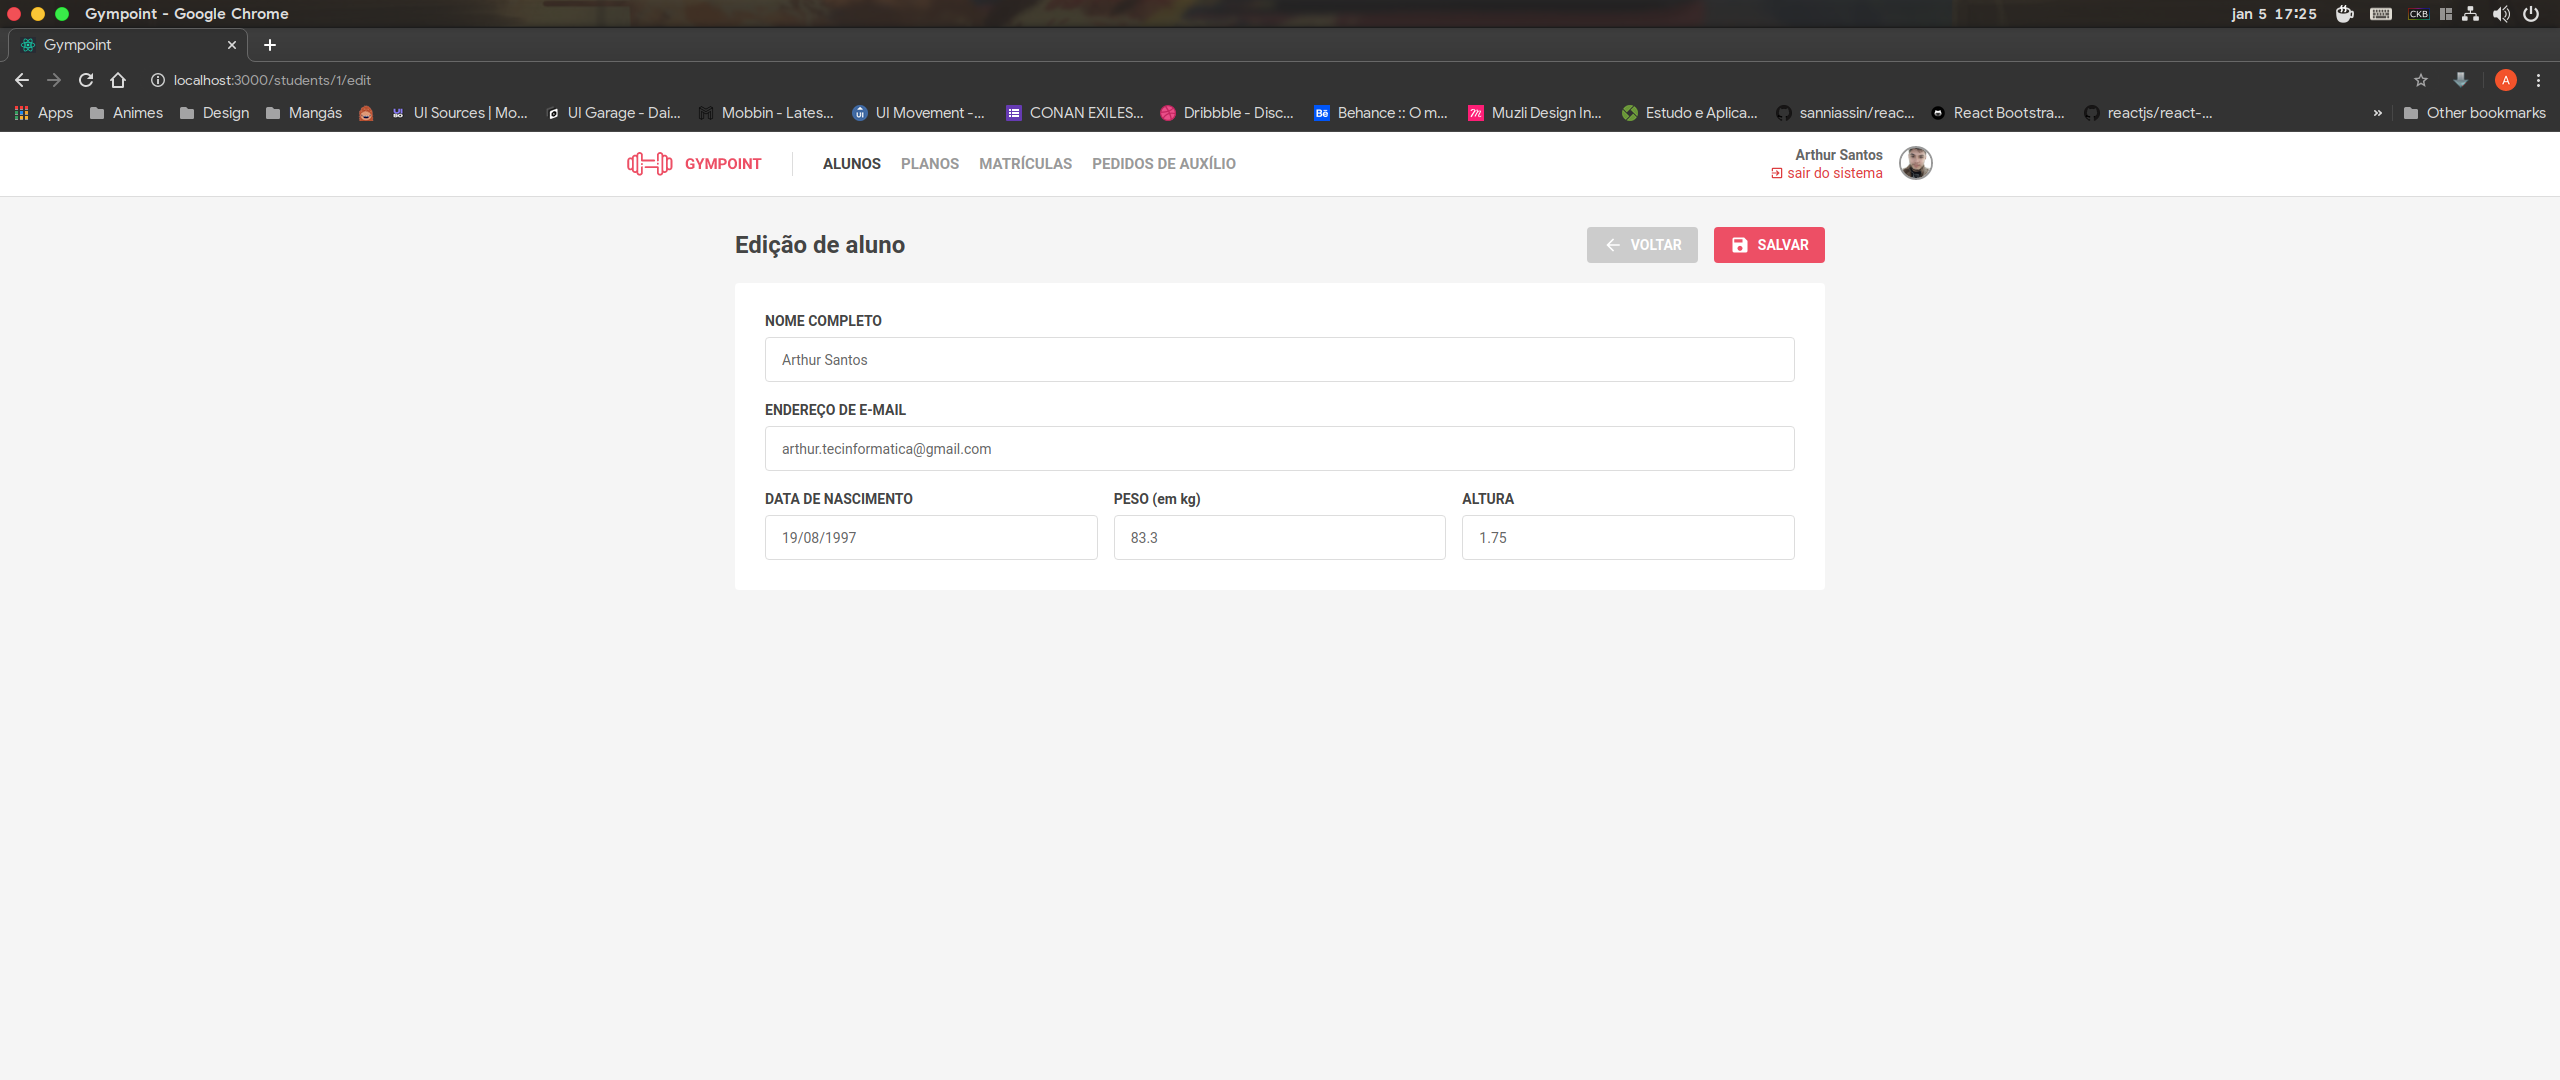 Gympoint - Google Chrome
jan 5 17:25
CKB
Gympoint
localhost:3000/students/1/edit
A
Apps
Animes
Design
Mangás
UI Sources | Mo...
UI Garage - Dai...
Mobbin - Lates...
UI Movement -...
CONAN EXILES...
Dribbble - Disc...
Behance :: O m...
Muzli Design In...
Estudo e Aplica...
sanniassin/reac...
React Bootstra...
reactjs/react-...
»
Other bookmarks
GYMPOINT
ALUNOS
PLANOS
MATRÍCULAS
PEDIDOS DE AUXÍLIO
Arthur Santos
sair do sistema
Edição de aluno
VOLTAR
SALVAR
NOME COMPLETO
Arthur Santos
ENDEREÇO DE E-MAIL
arthur.tecinformatica@gmail.com
DATA DE NASCIMENTO
PESO (em kg)
ALTURA
19/08/1997
83.3
1.75